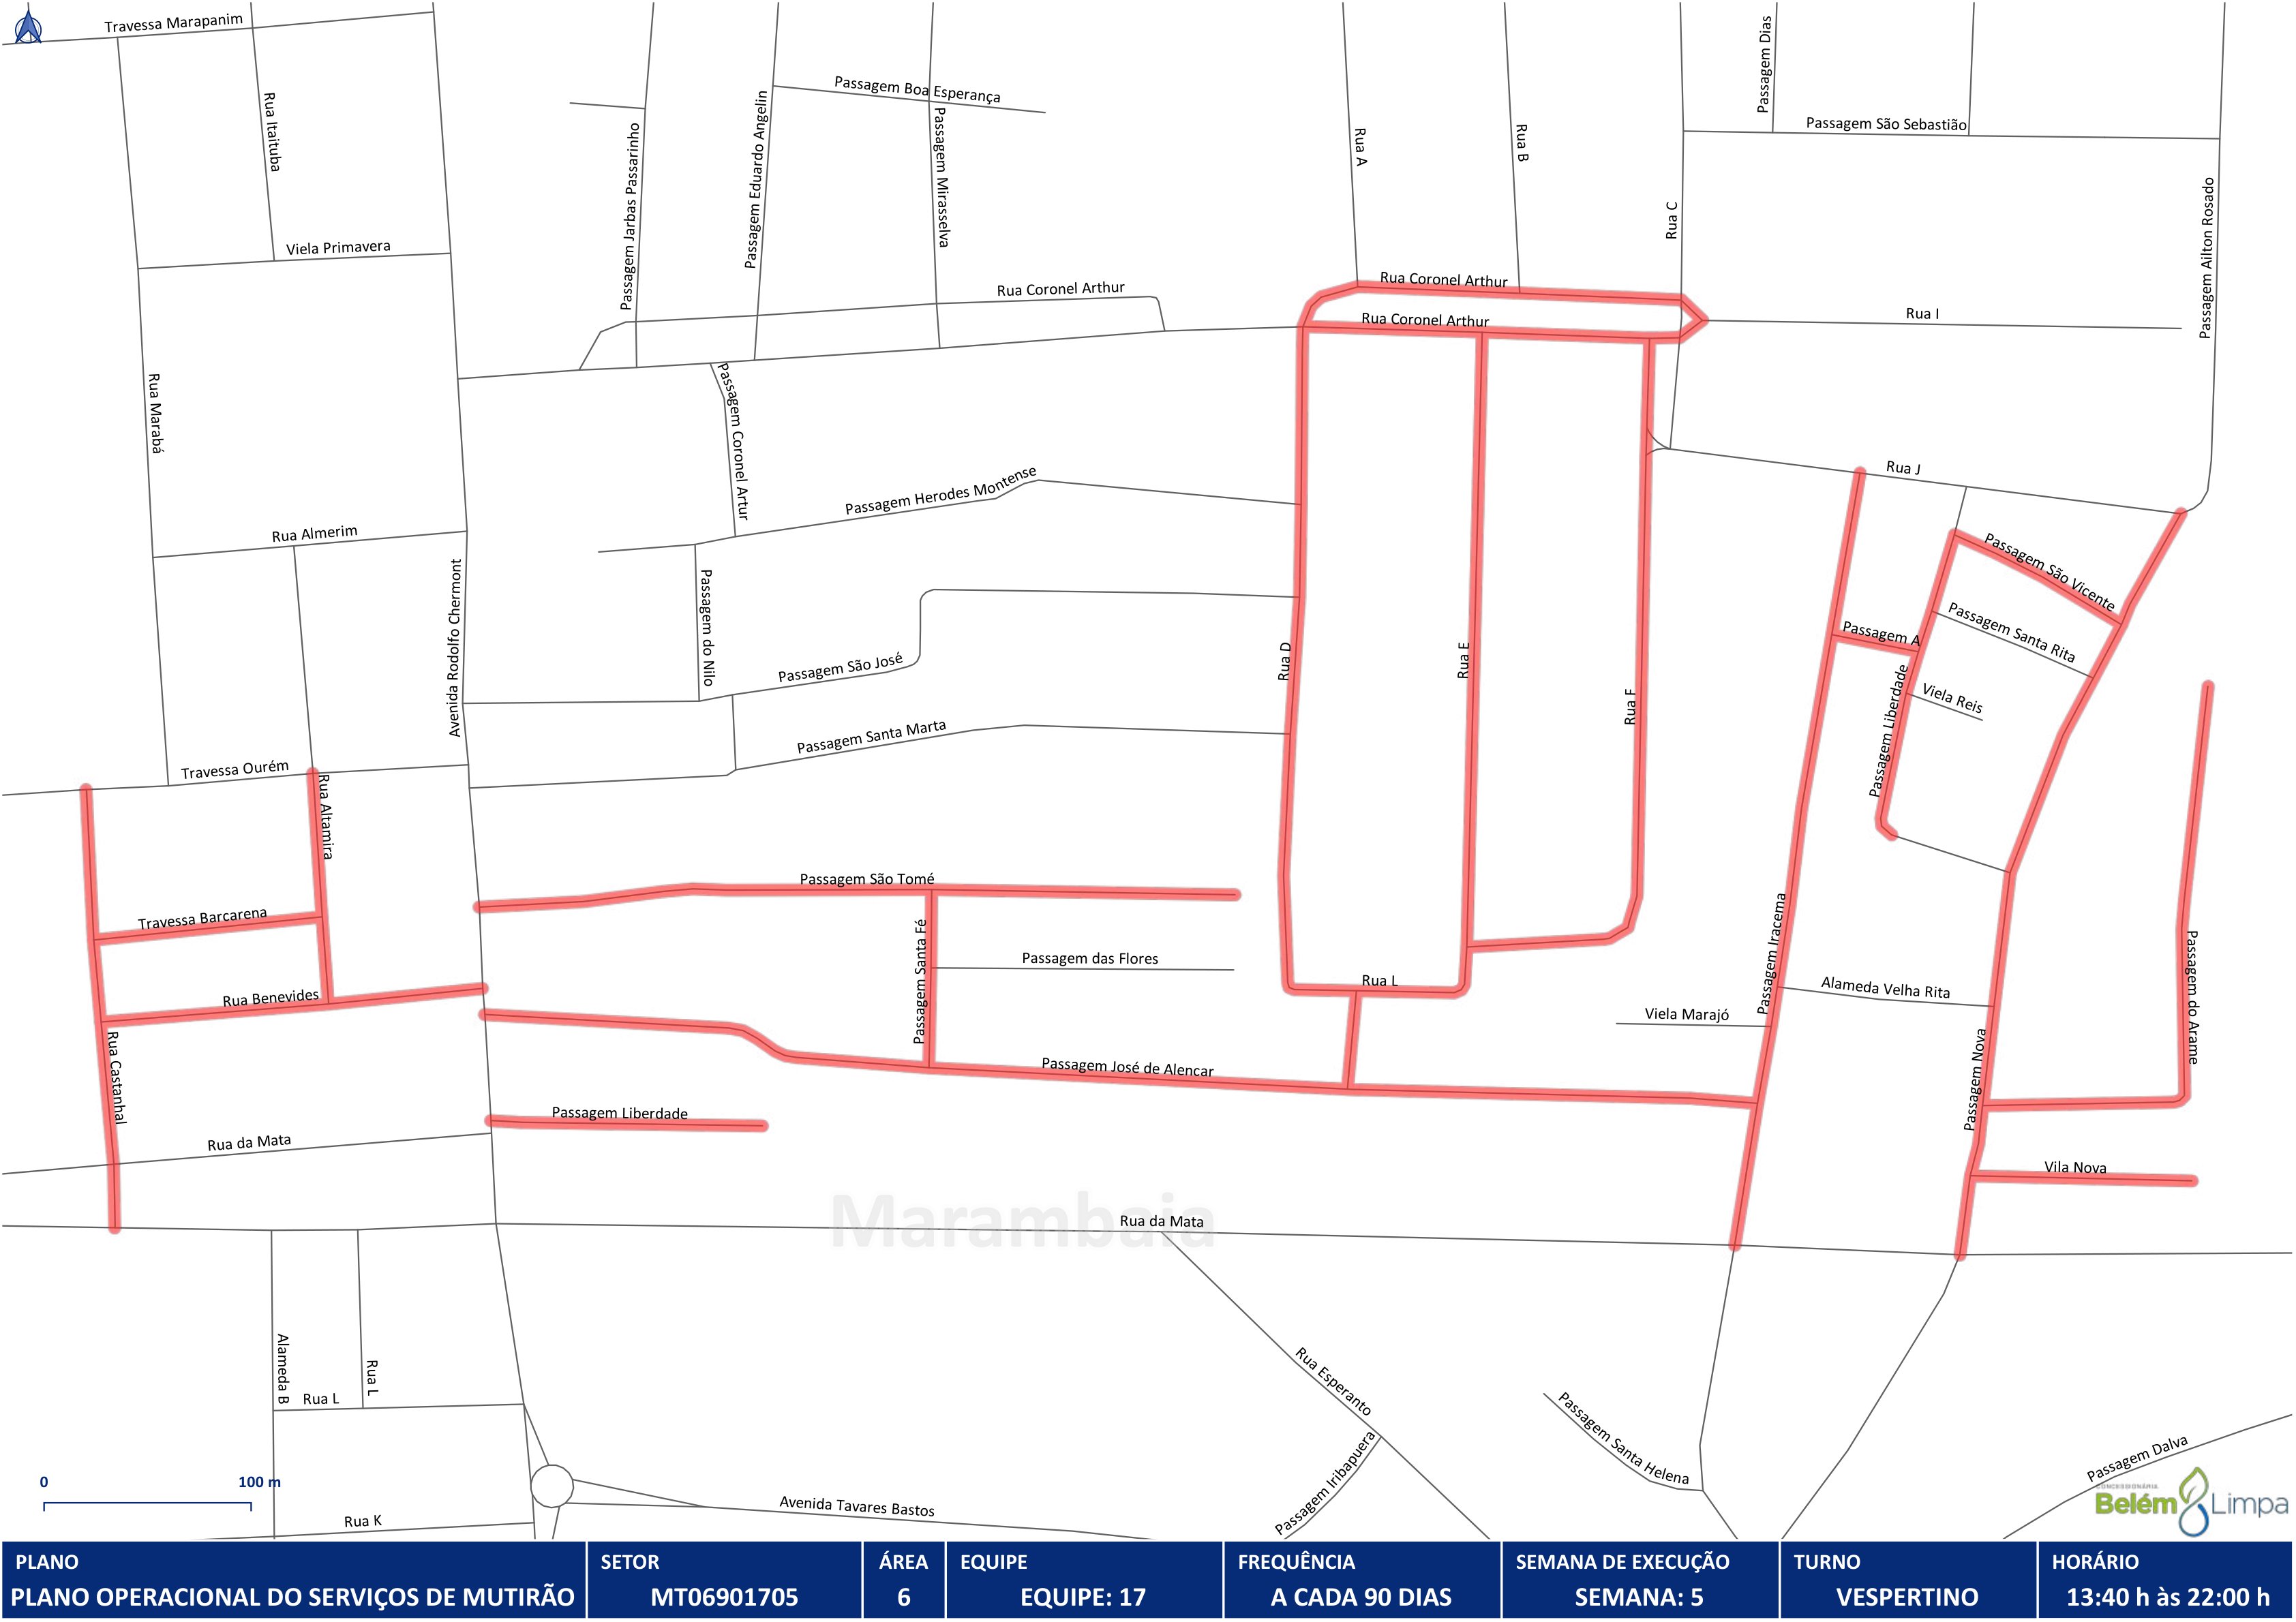 Travessa Marapanim
Rua Itaituba
Viela Primavera
Passagem Jarbas Passarinho
Passagem Eduardo Angelin
Passagem Boa Esperança
Passagem Mirasselva
Rua A
Rua B
Rua C
Passagem Dias
Passagem São Sebastião
Passagem Ailton Rosado
Rua Coronel Arthur
Rua Coronel Arthur
Rua Coronel Arthur
Rua I
Rua Marabá
Passagem Coronel Artur
Passagem Herodes Montense
Rua J
Rua Almerim
Avenida Rodolfo Chermont
Passagem do Nilo
Passagem São José
Passagem Santa Marta
Rua D
Rua E
Rua F
Passagem São Vicente
Passagem Santa Rita
Passagem A
Viela Reis
Passagem Liberdade
Travessa Ourém
Rua Altamira
Passagem São Tomé
Travessa Barcarena
Passagem Santa Fé
Passagem das Flores
Rua Benevides
Rua L
Passagem Iracema
Alameda Velha Rita
Viela Marajó
Passagem do Arame
Passagem Nova
Rua Castanhal
Passagem José de Alencar
Passagem Liberdade
Rua da Mata
Vila Nova
Marambaia
Rua da Mata
Alameda B
Rua L
Rua L
Rua Esperanto
Passagem Iribapuera
Passagem Santa Helena
Passagem Dalva
0 100 m
Avenida Tavares Bastos
Rua K
CONCESSIONÁRIA
Belém Limpa
PLANO
PLANO OPERACIONAL DO SERVIÇOS DE MUTIRÃO
SETOR
MT06901705
ÁREA
6
EQUIPE
EQUIPE: 17
FREQUÊNCIA
A CADA 90 DIAS
SEMANA DE EXECUÇÃO
SEMANA: 5
TURNO
VESPERTINO
HORÁRIO
13:40 h às 22:00 h